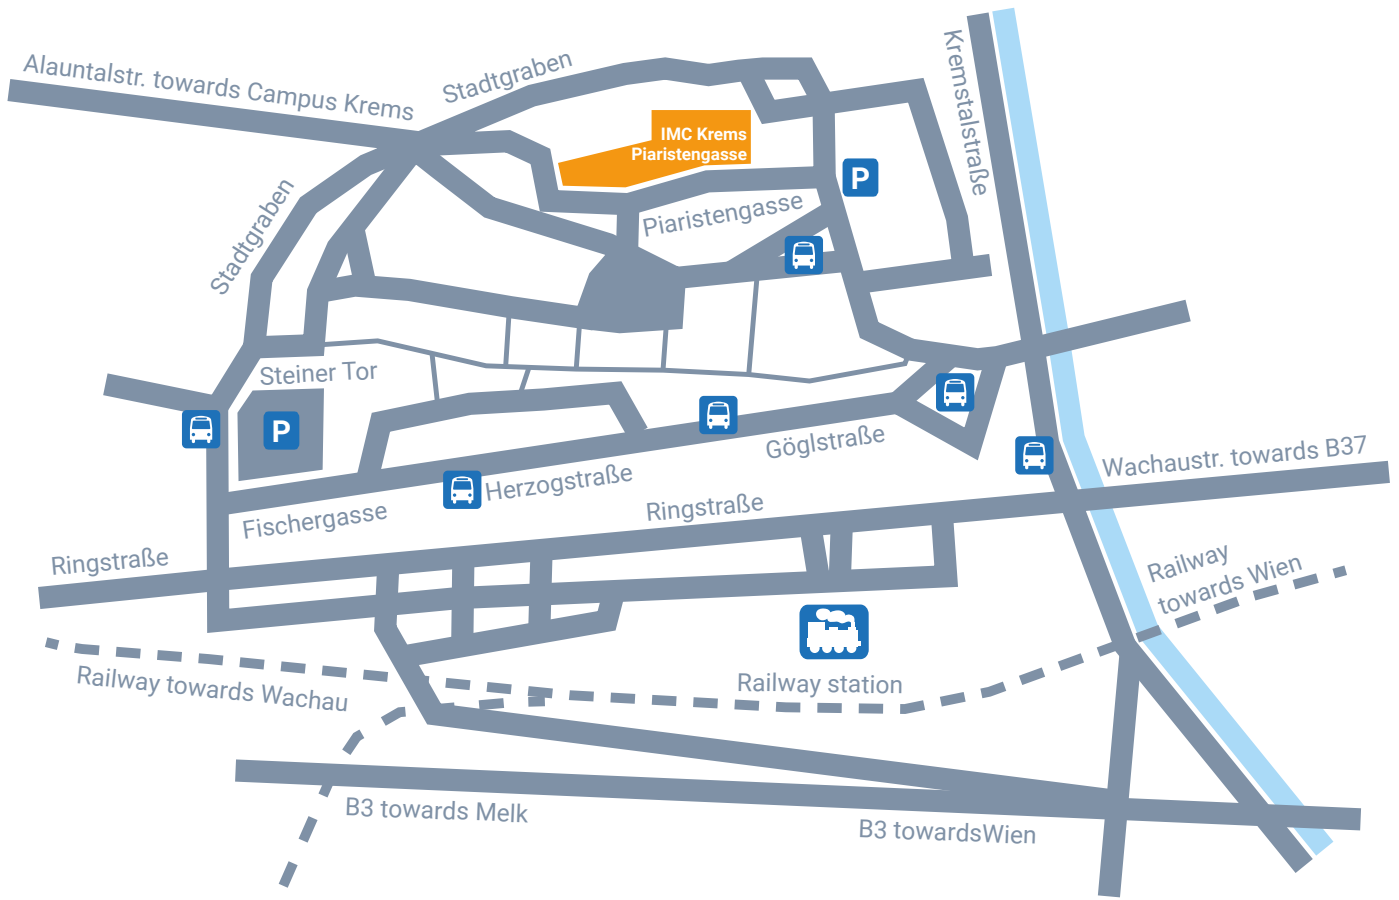 Alauntalstr. towards Campus Krems
Stadtgraben
Kremstalstraße
IMC Krems
Piaristengasse
P
Stadtgraben
Piaristengasse
Steiner Tor
P
Göglstraße
Wachaustr. towards B37
Herzogstraße
Fischergasse
Ringstraße
Ringstraße
Railway
towards Wien
Railway towards Wachau
Railway station
B3 towards Melk
B3 towardsWien